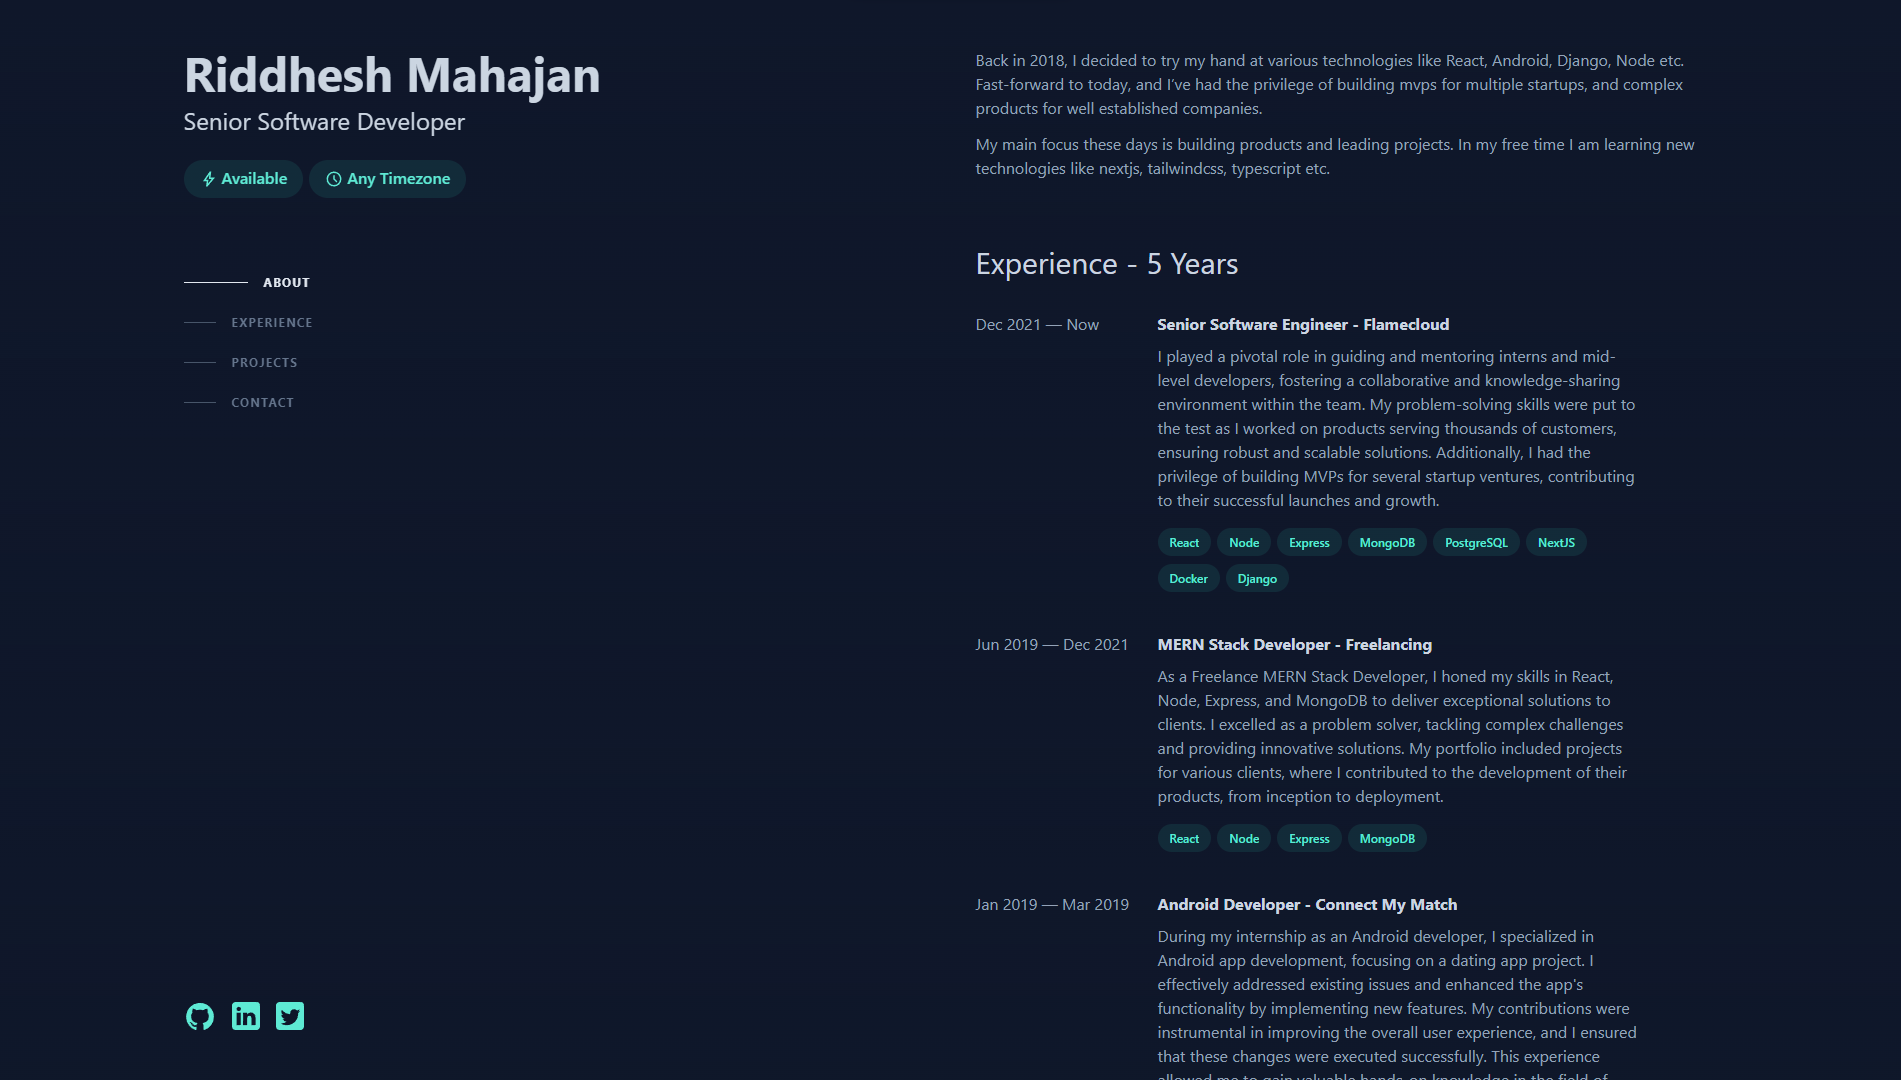 Riddhesh Mahajan
Senior Software Developer
Available
Any Timezone
ABOUT
EXPERIENCE
PROJECTS
CONTACT
Back in 2018, I decided to try my hand at various technologies like React, Android, Django, Node etc.
Fast-forward to today, and I've had the privilege of building mvps for multiple startups, and complex
products for well established companies.
My main focus these days is building products and leading projects. In my free time I am learning new
technologies like nextjs, tailwindcss, typescript etc.
Experience - 5 Years
Dec 2021 — Now
Senior Software Engineer - Flamecloud
I played a pivotal role in guiding and mentoring interns and mid-
level developers, fostering a collaborative and knowledge-sharing
environment within the team. My problem-solving skills were put to
the test as I worked on products serving thousands of customers,
ensuring robust and scalable solutions. Additionally, I had the
privilege of building MVPs for several startup ventures, contributing
to their successful launches and growth.
React Node Express MongoDB PostgreSQL NextJS
Docker Django
Jun 2019 — Dec 2021
MERN Stack Developer - Freelancing
As a Freelance MERN Stack Developer, I honed my skills in React,
Node, Express, and MongoDB to deliver exceptional solutions to
clients. I excelled as a problem solver, tackling complex challenges
and providing innovative solutions. My portfolio included projects
for various clients, where I contributed to the development of their
products, from inception to deployment.
React Node Express MongoDB
Jan 2019 — Mar 2019
Android Developer - Connect My Match
During my internship as an Android developer, I specialized in
Android app development, focusing on a dating app project. I
effectively addressed existing issues and enhanced the app's
functionality by implementing new features. My contributions were
instrumental in improving the overall user experience, and I ensured
that these changes were executed successfully. This experience
allowed me to gain valuable hands-on knowledge in the field of